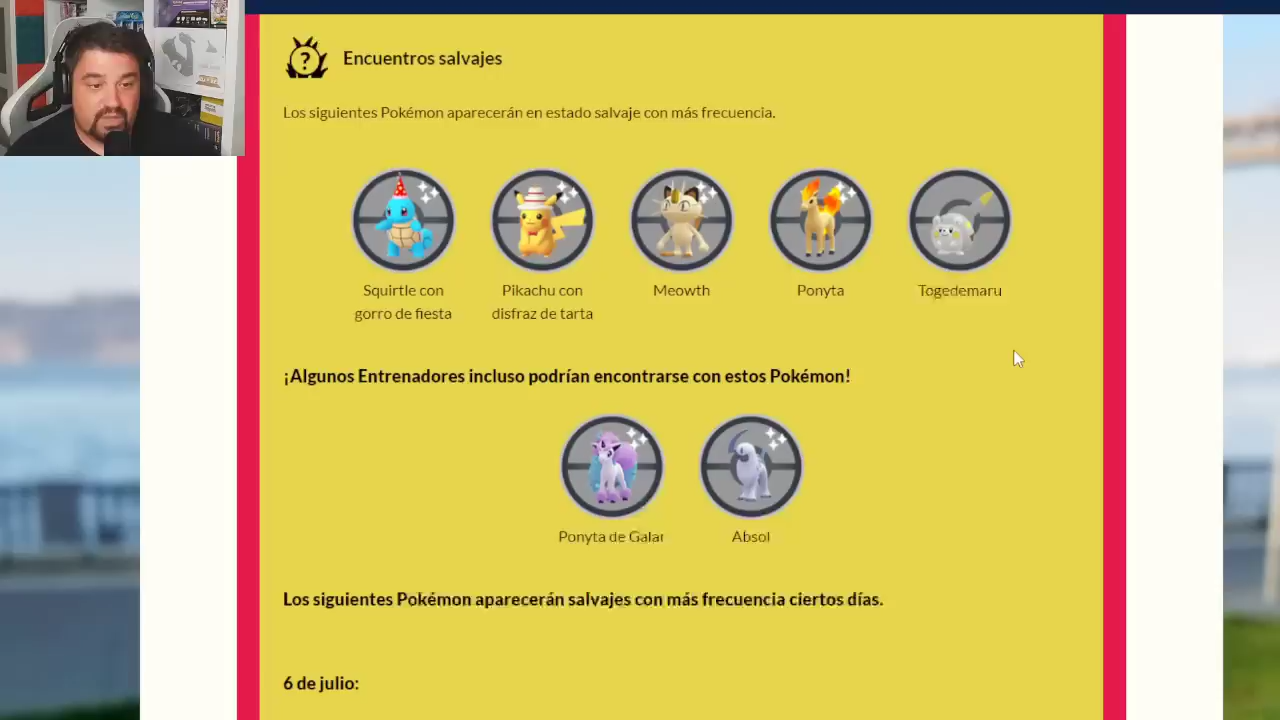 Encuentros salvajes
Los siguientes Pokémon aparecerán en estado salvaje con más frecuencia.
Squirtle con gorro de fiesta
Pikachu con disfraz de tarta
Meowth
Ponyta
Togedemaru
¡Algunos Entrenadores incluso podrían encontrarse con estos Pokémon!
Ponyta de Galar
Absol
Los siguientes Pokémon aparecerán salvajes con más frecuencia ciertos días.
6 de julio: